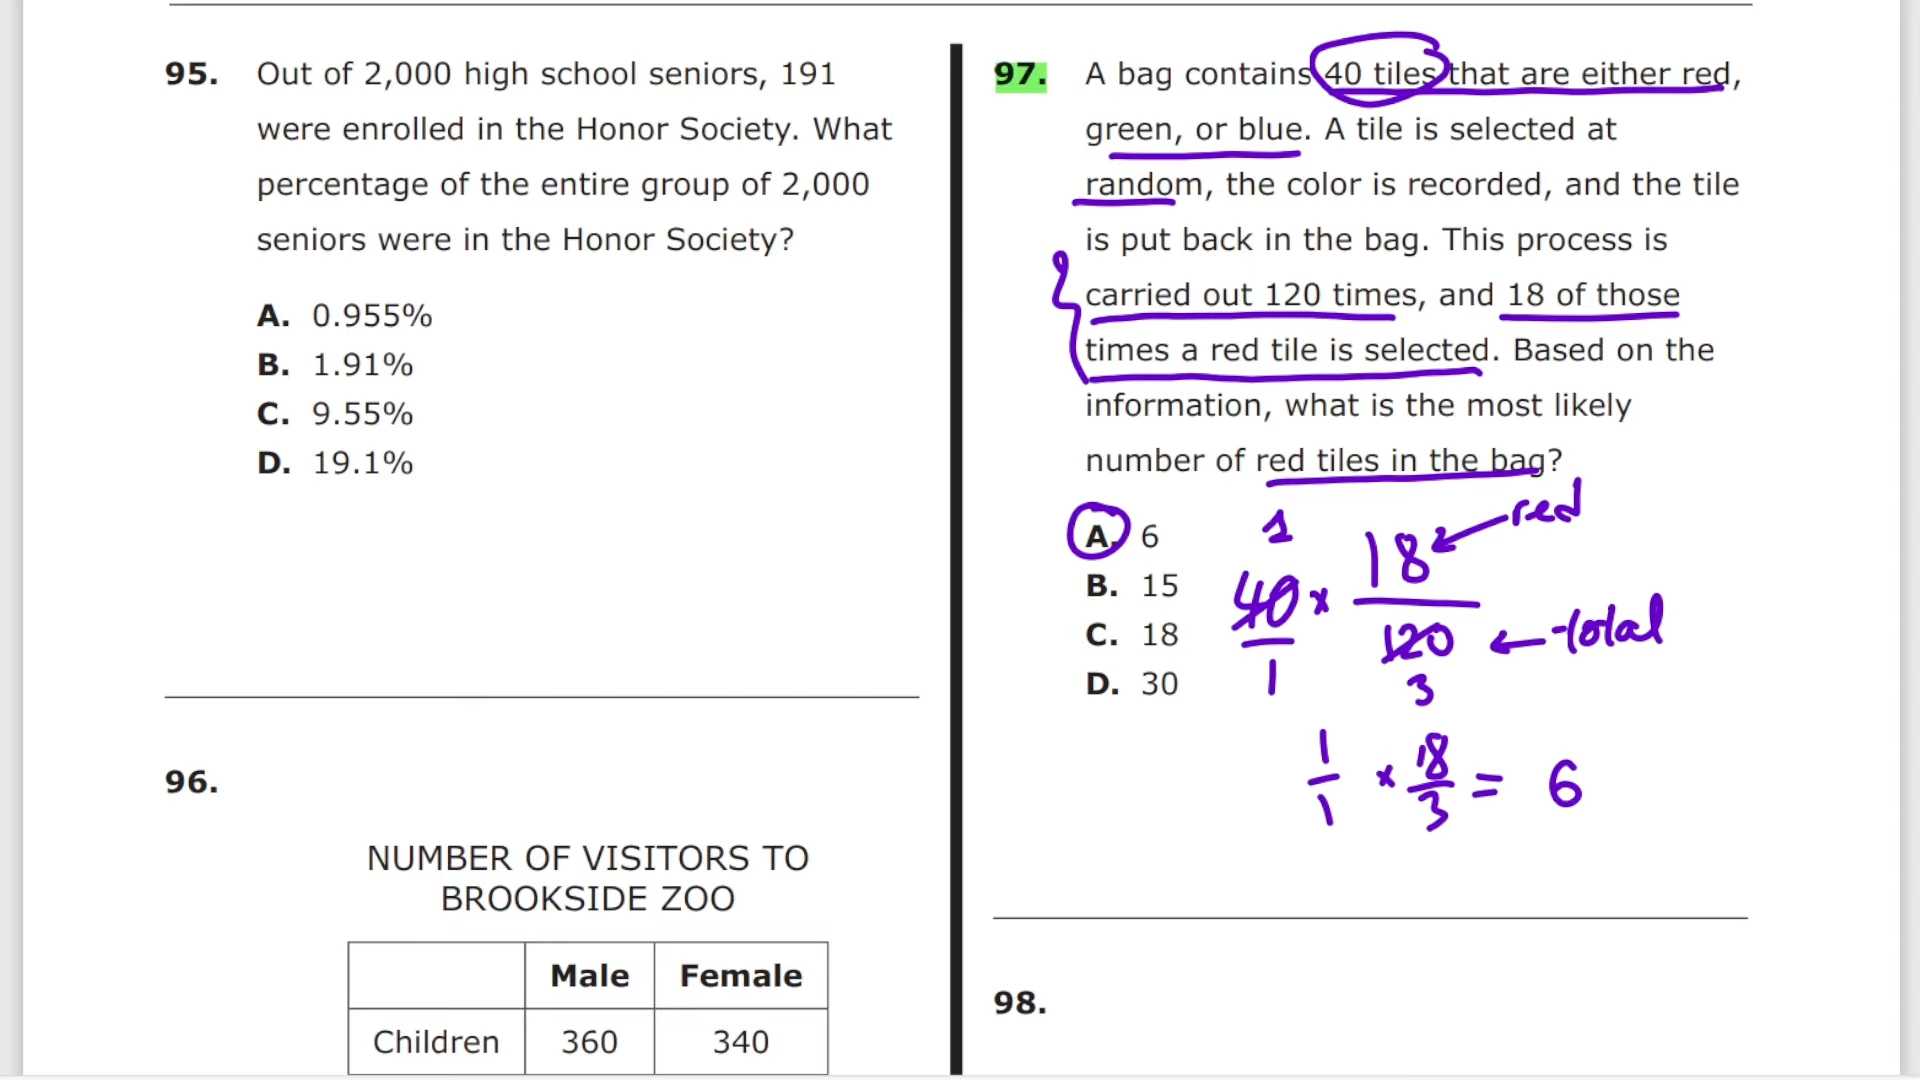 95. Out of 2,000 high school seniors, 191
were enrolled in the Honor Society. What
percentage of the entire group of 2,000
seniors were in the Honor Society?
A. 0.955%
B. 1.91%
C. 9.55%
D. 19.1%
96.
NUMBER OF VISITORS TO
BROOKSIDE ZOO
Male Female
Children 360 340
97. A bag contains 40 tiles that are either red,
green, or blue. A tile is selected at
random, the color is recorded, and the tile
is put back in the bag. This process is
carried out 120 times, and 18 of those
times a red tile is selected. Based on the
information, what is the most likely
number of red tiles in the bag?
A. 6
B. 15
C. 18
D. 30
1
40/1 × 18/120
3
red
total
1/1 × 18/3 = 6
98.